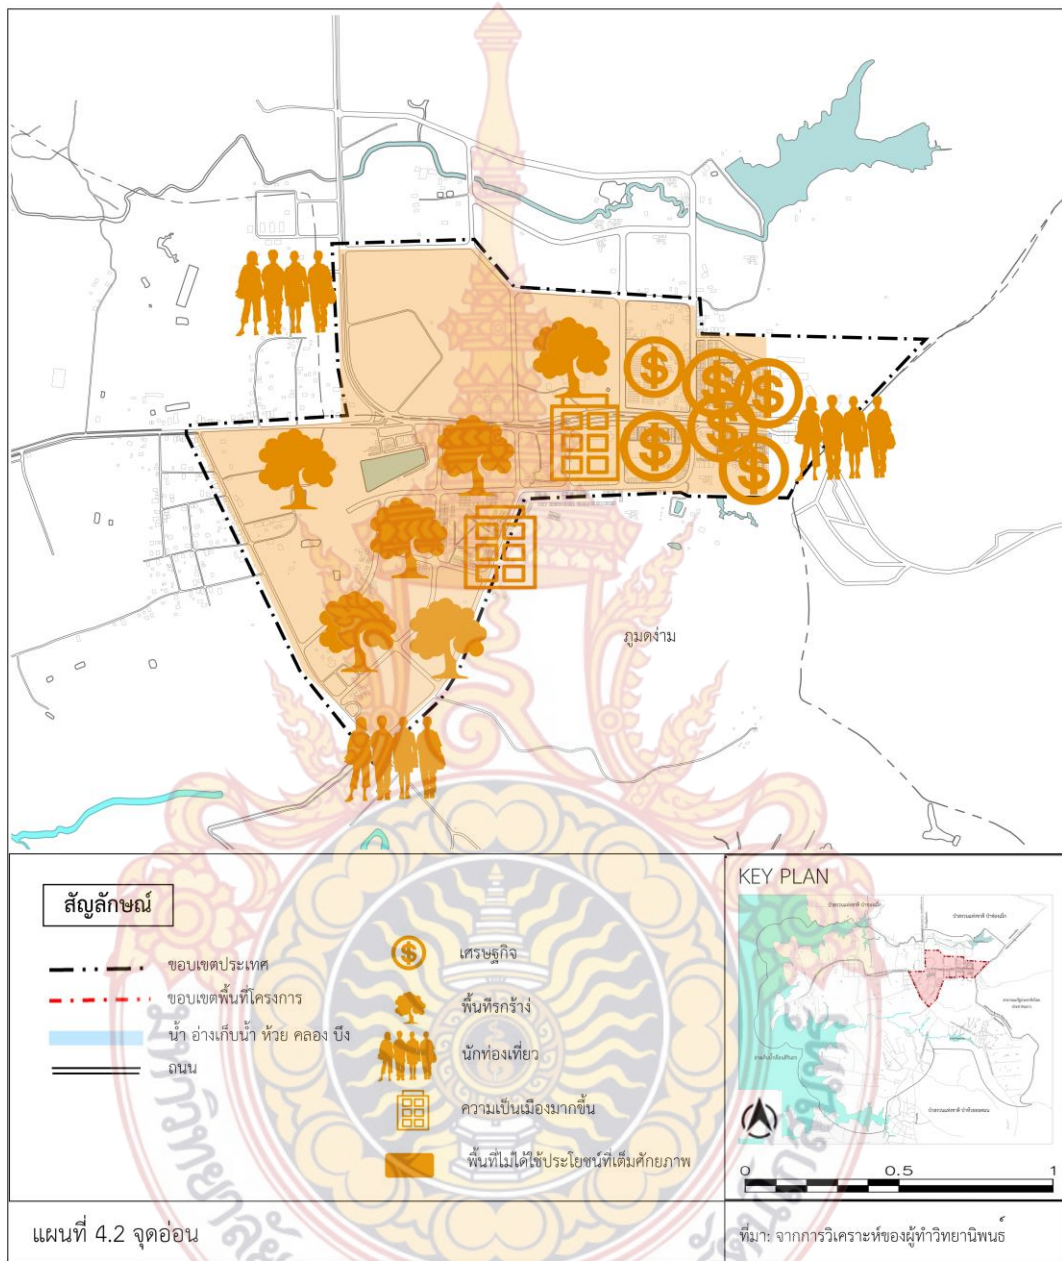 ภูมดง่าม
สัญลักษณ์
ขอบเขตประเทศ
ขอบเขตพื้นที่โครงการ
น้ำ อ่างเก็บน้ำ ห้วย คลอง บึง
ถนน
เศรษฐกิจ
พื้นที่รกร้าง
นักท่องเที่ยว
ความเป็นเมืองมากขึ้น
พื้นที่ไม่ได้ใช้ประโยชน์ที่เต็มศักยภาพ
KEY PLAN
0 0.5 1
แผนที่ 4.2 จุดอ่อน
ที่มา: จากการวิเคราะห์ของผู้ทำวิทยานิพนธ์